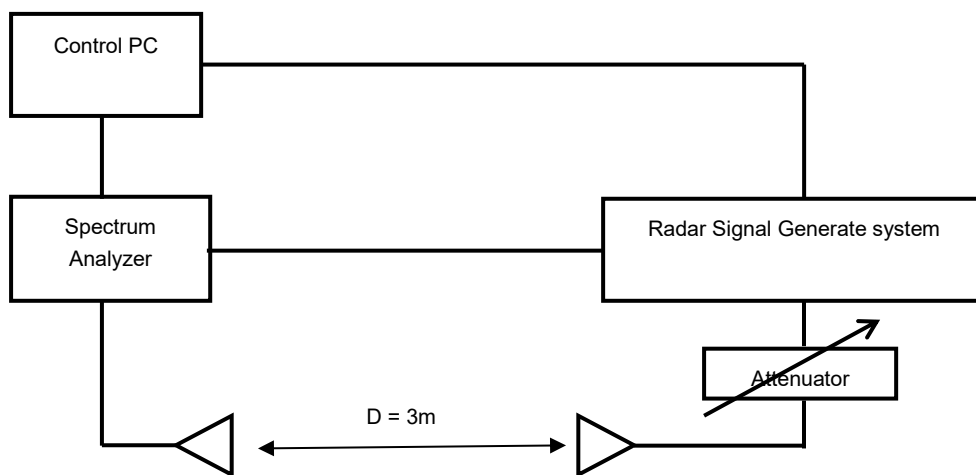 Control PC
Spectrum
Analyzer
Radar Signal Generate system
Attenuator
D = 3m